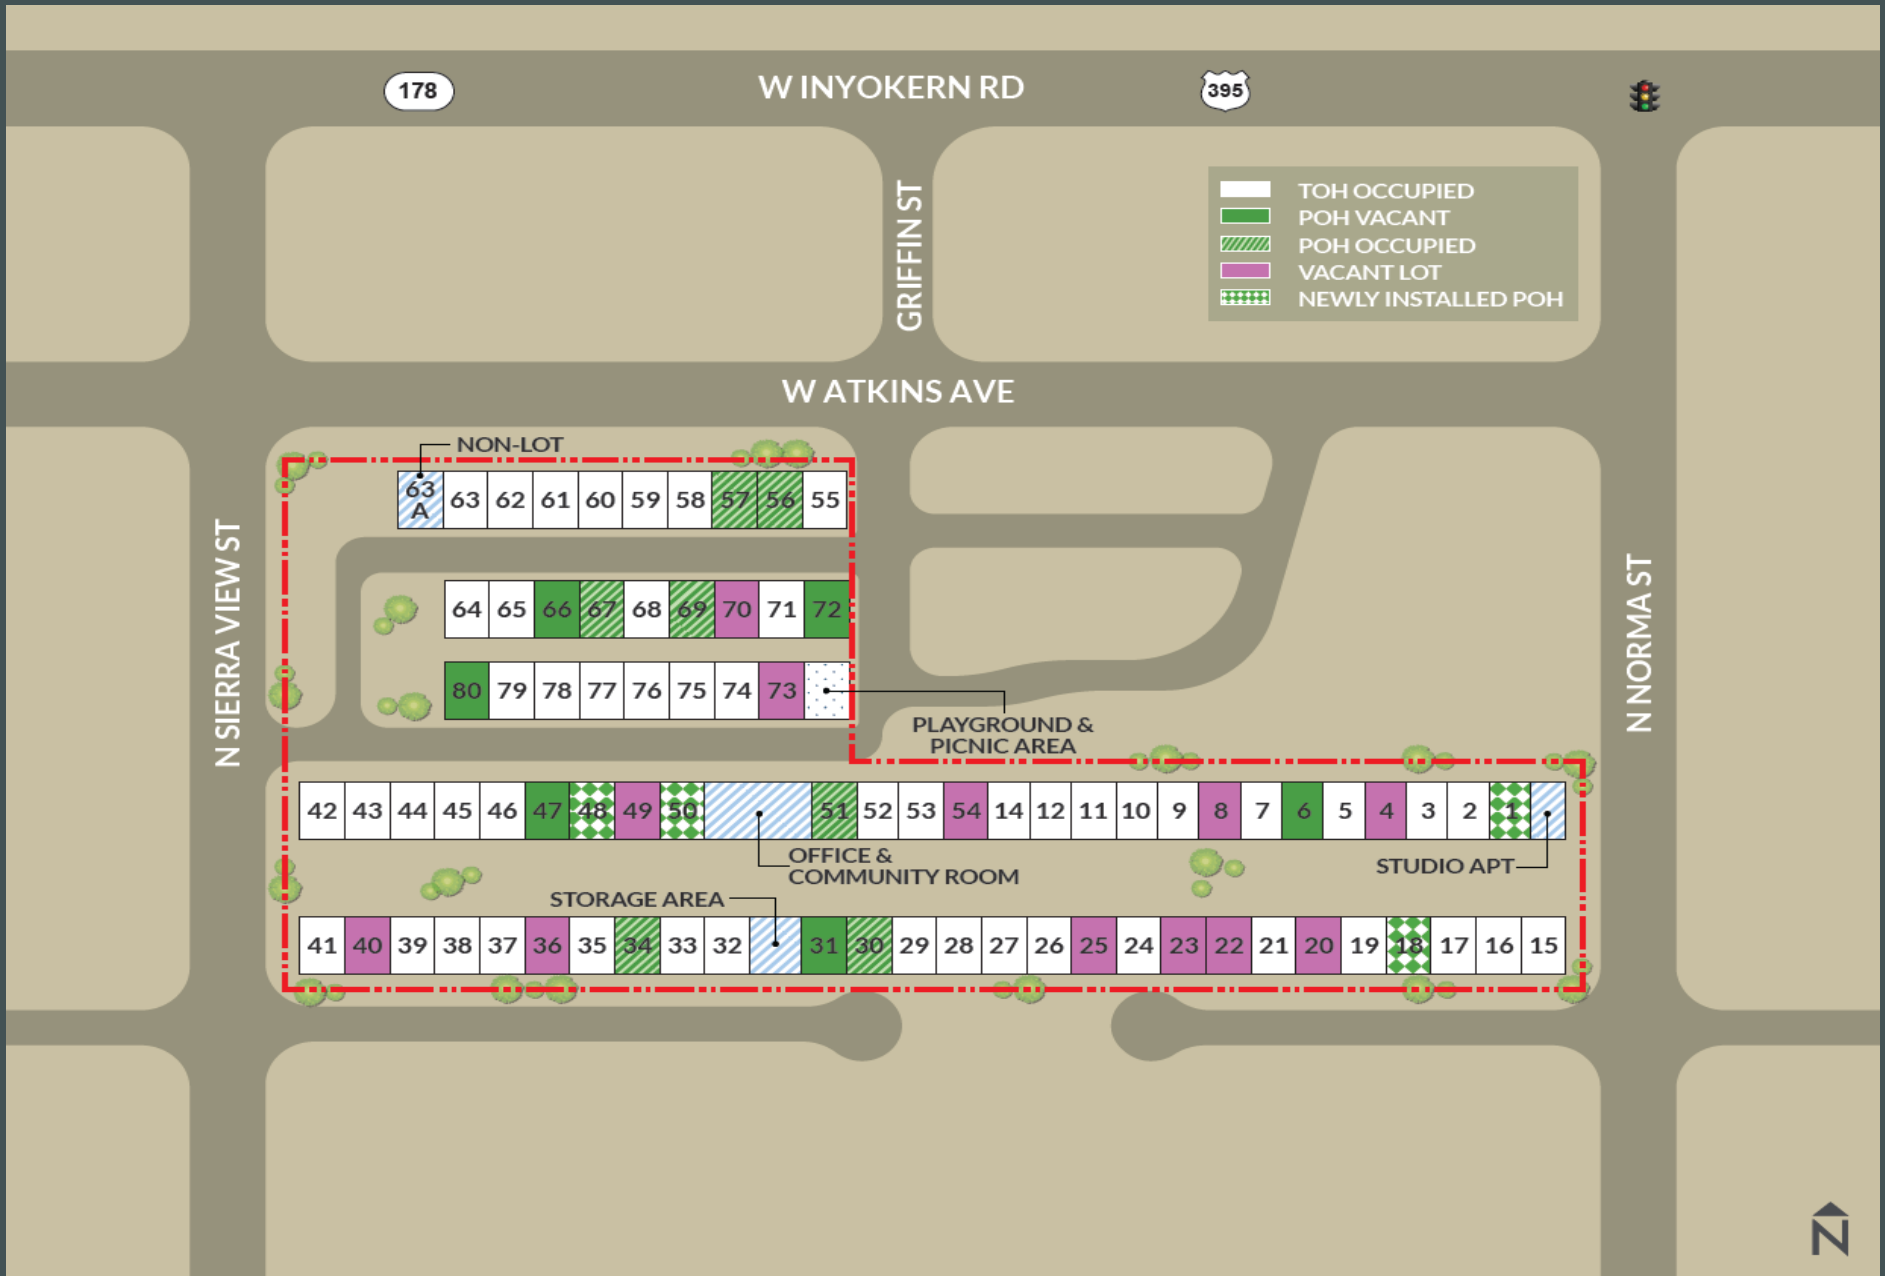 178
W INYOKERN RD
395
GRIFFIN ST
TOH OCCUPIED
POH VACANT
POH OCCUPIED
VACANT LOT
NEWLY INSTALLED POH
W ATKINS AVE
NON-LOT
63 A 63 62 61 60 59 58 57 56 55
N SIERRA VIEW ST
N NORMA ST
64 65 66 67 68 69 70 71 72
80 79 78 77 76 75 74 73
PLAYGROUND &
PICNIC AREA
42 43 44 45 46 47 48 49 50 51 52 53 54 14 12 11 10 9 8 7 6 5 4 3 2 1
OFFICE &
COMMUNITY ROOM
STUDIO APT
STORAGE AREA
41 40 39 38 37 36 35 34 33 32 31 30 29 28 27 26 25 24 23 22 21 20 19 18 17 16 15
N